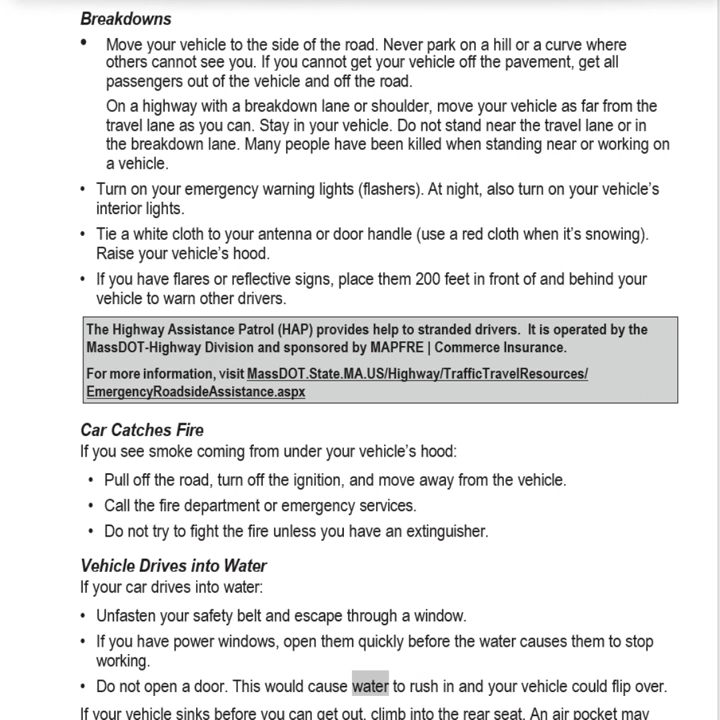 Breakdowns
• Move your vehicle to the side of the road. Never park on a hill or a curve where
others cannot see you. If you cannot get your vehicle off the pavement, get all
passengers out of the vehicle and off the road.
On a highway with a breakdown lane or shoulder, move your vehicle as far from the
travel lane as you can. Stay in your vehicle. Do not stand near the travel lane or in
the breakdown lane. Many people have been killed when standing near or working on
a vehicle.
• Turn on your emergency warning lights (flashers). At night, also turn on your vehicle's
interior lights.
• Tie a white cloth to your antenna or door handle (use a red cloth when it's snowing).
Raise your vehicle's hood.
• If you have flares or reflective signs, place them 200 feet in front of and behind your
vehicle to warn other drivers.
The Highway Assistance Patrol (HAP) provides help to stranded drivers. It is operated by the
MassDOT-Highway Division and sponsored by MAPFRE | Commerce Insurance.
For more information, visit MassDOT.State.MA.US/Highway/TrafficTravelResources/
EmergencyRoadsideAssistance.aspx
Car Catches Fire
If you see smoke coming from under your vehicle's hood:
• Pull off the road, turn off the ignition, and move away from the vehicle.
• Call the fire department or emergency services.
• Do not try to fight the fire unless you have an extinguisher.
Vehicle Drives into Water
If your car drives into water:
• Unfasten your safety belt and escape through a window.
• If you have power windows, open them quickly before the water causes them to stop
working.
• Do not open a door. This would cause water to rush in and your vehicle could flip over.
If your vehicle sinks before you can get out, climb into the rear seat. An air pocket may